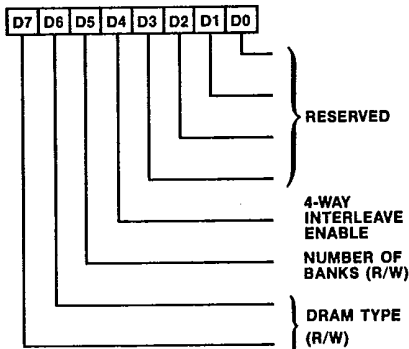 D7 D6 D5 D4 D3 D2 D1 D0
RESERVED
4-WAY
INTERLEAVE
ENABLE
NUMBER OF
BANKS (R/W)
DRAM TYPE
(R/W)